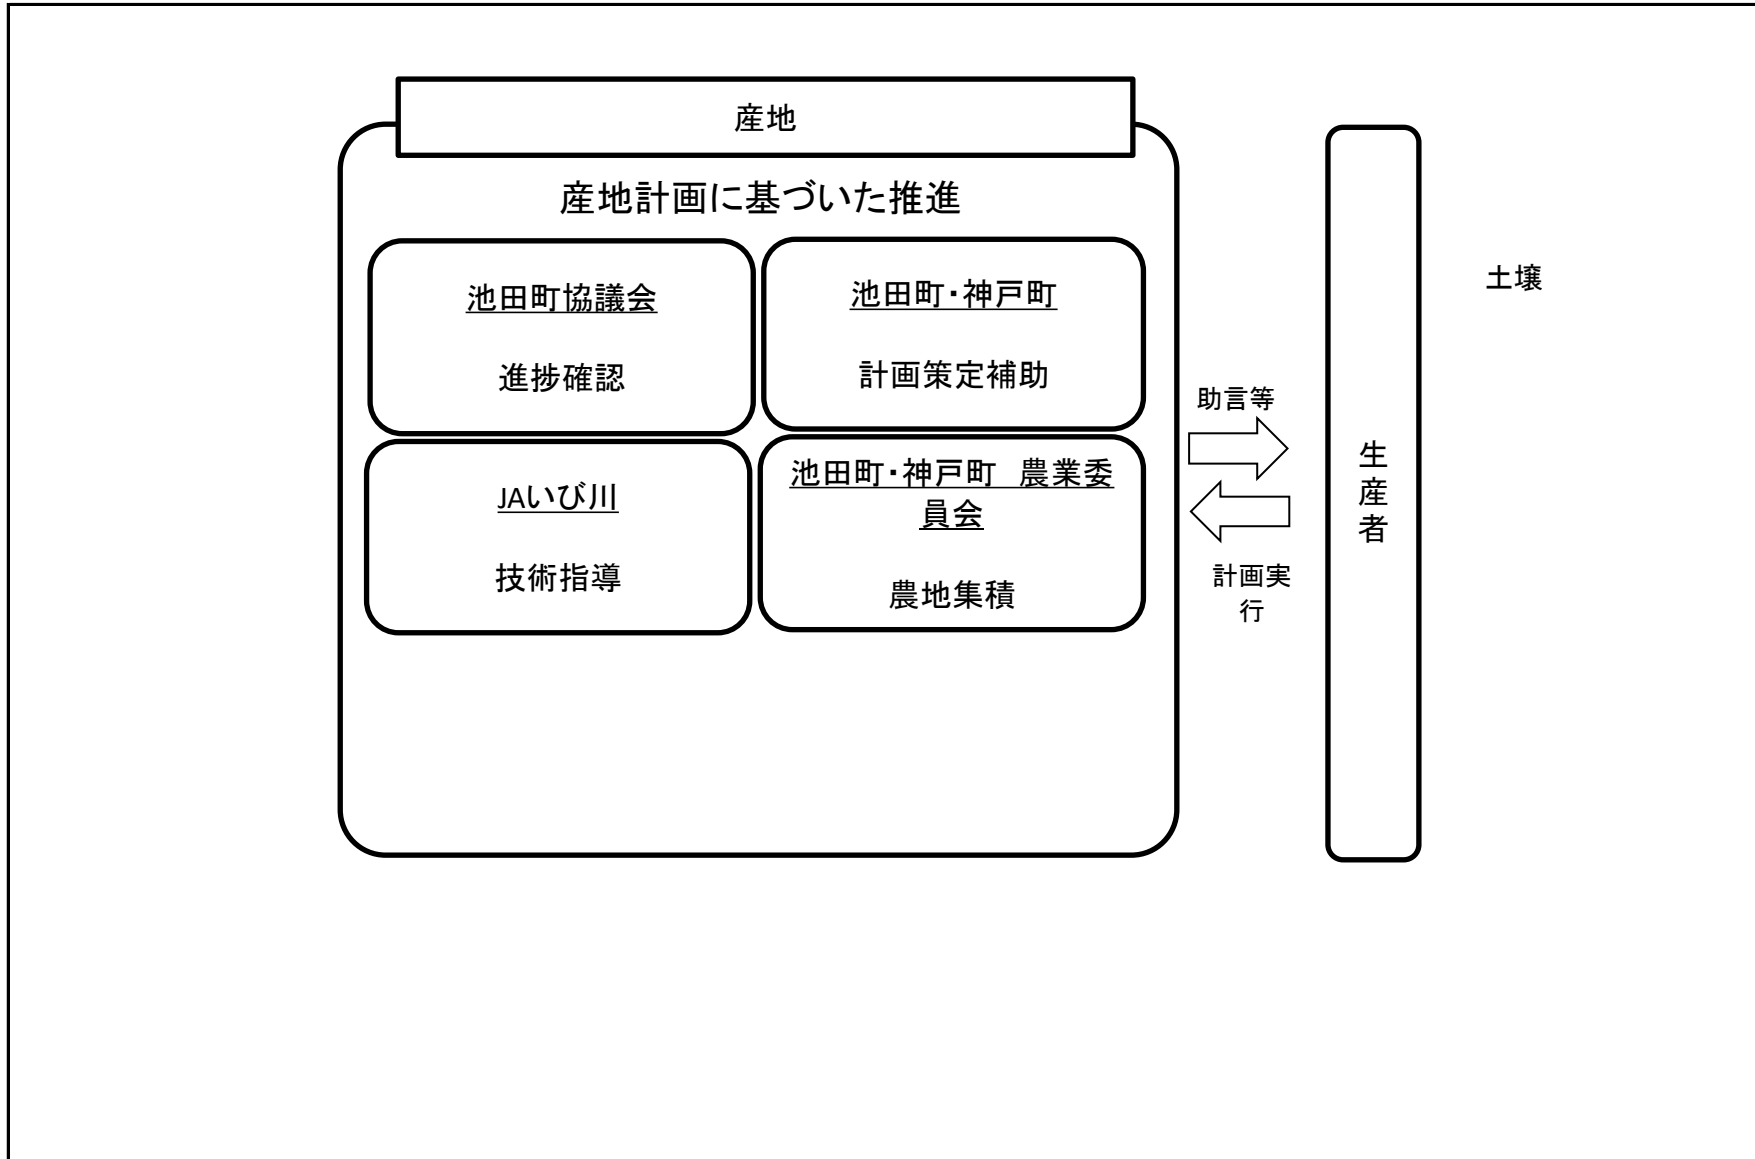 産地
産地計画に基づいた推進
池田町協議会
進捗確認
池田町・神戸町
計画策定補助
JAいび川
技術指導
池田町・神戸町　農業委
員会
農地集積
助言等
計画実
行
生産者
土壌